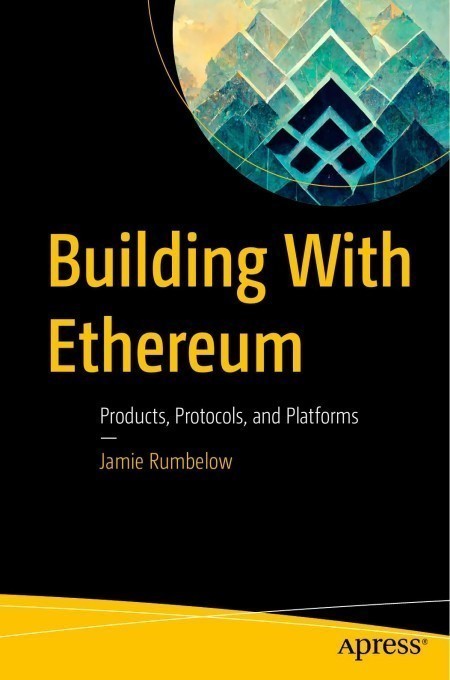 Building With
Ethereum
Products, Protocols, and Platforms
Jamie Rumbelow
Apress®